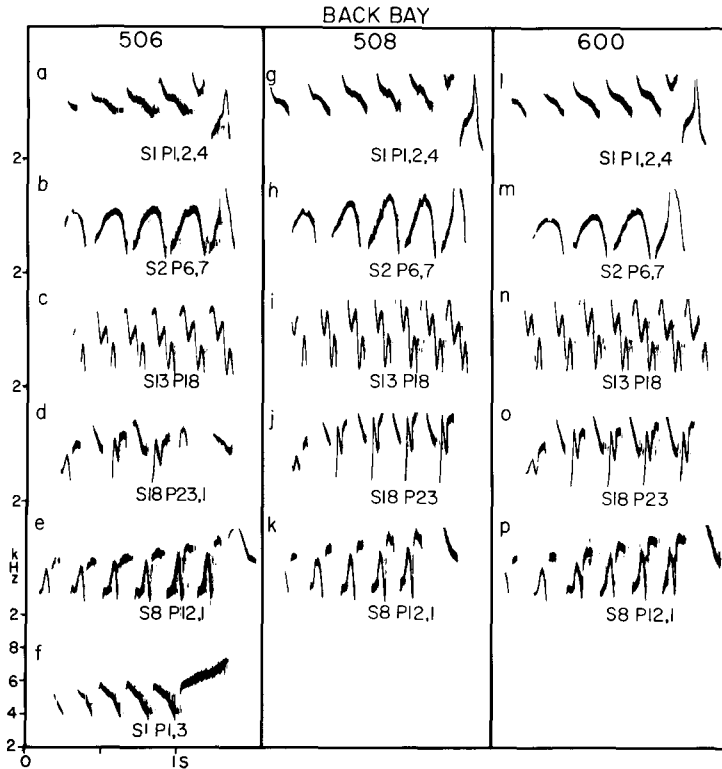 BACK BAY
506 508 600
a g l
S1 P1,2,4 S1 P1,2,4 S1 P1,2,4
2
b h m
S2 P6,7 S2 P6,7 S2 P6,7
2
c i n
S13 P18 S13 P18 S13 P18
2
d j o
S18 P23,1 S18 P23 S18 P23
2
e k p
kHz
S8 P12,1 S8 P12,1 S8 P12,1
2
8
f
6
4
S1 P1,3
2
0 1S